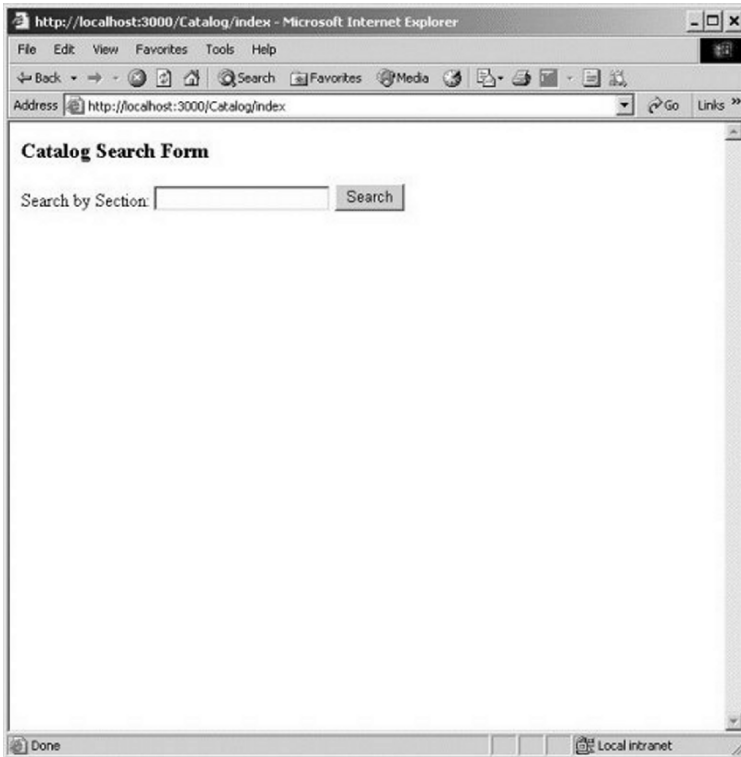 http://localhost:3000/Catalog/index - Microsoft Internet Explorer
File Edit View Favorites Tools Help
Back Search Favorites Media
Address http://localhost:3000/Catalog/index Go Links »
Catalog Search Form
Search by Section: Search
Done Local intranet